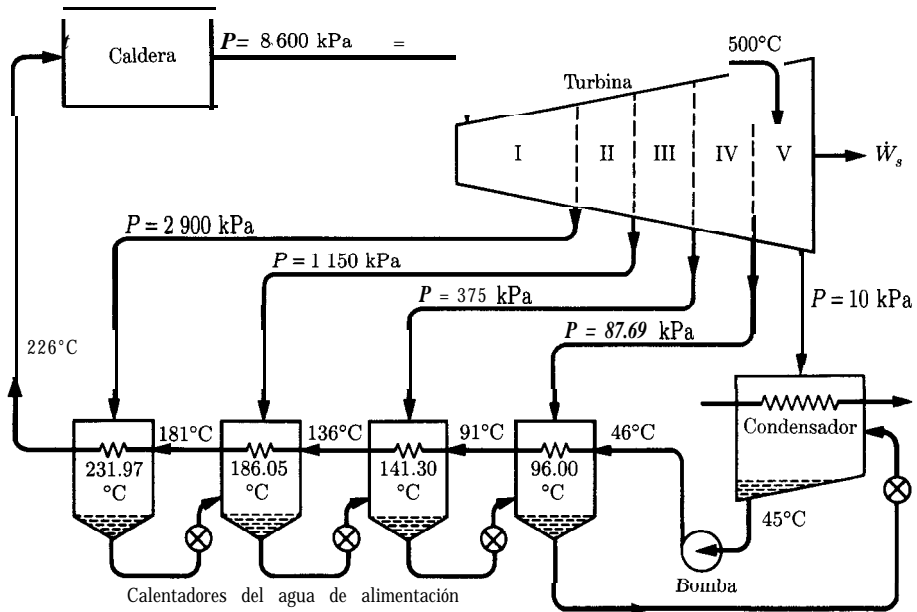 P= 8.600 kPa =
Caldera
500°C
Turbina
I II III IV V
Ẇs
P = 2 900 kPa
P = 1 150 kPa
P = 375 kPa
P = 87.69 kPa
P = 10 kPa
226°C
181°C 136°C 91°C 46°C
Condensador
231.97 186.05 141.30 96.00
°C °C °C °C
45°C
Bomba
Calentadores del agua de alimentación